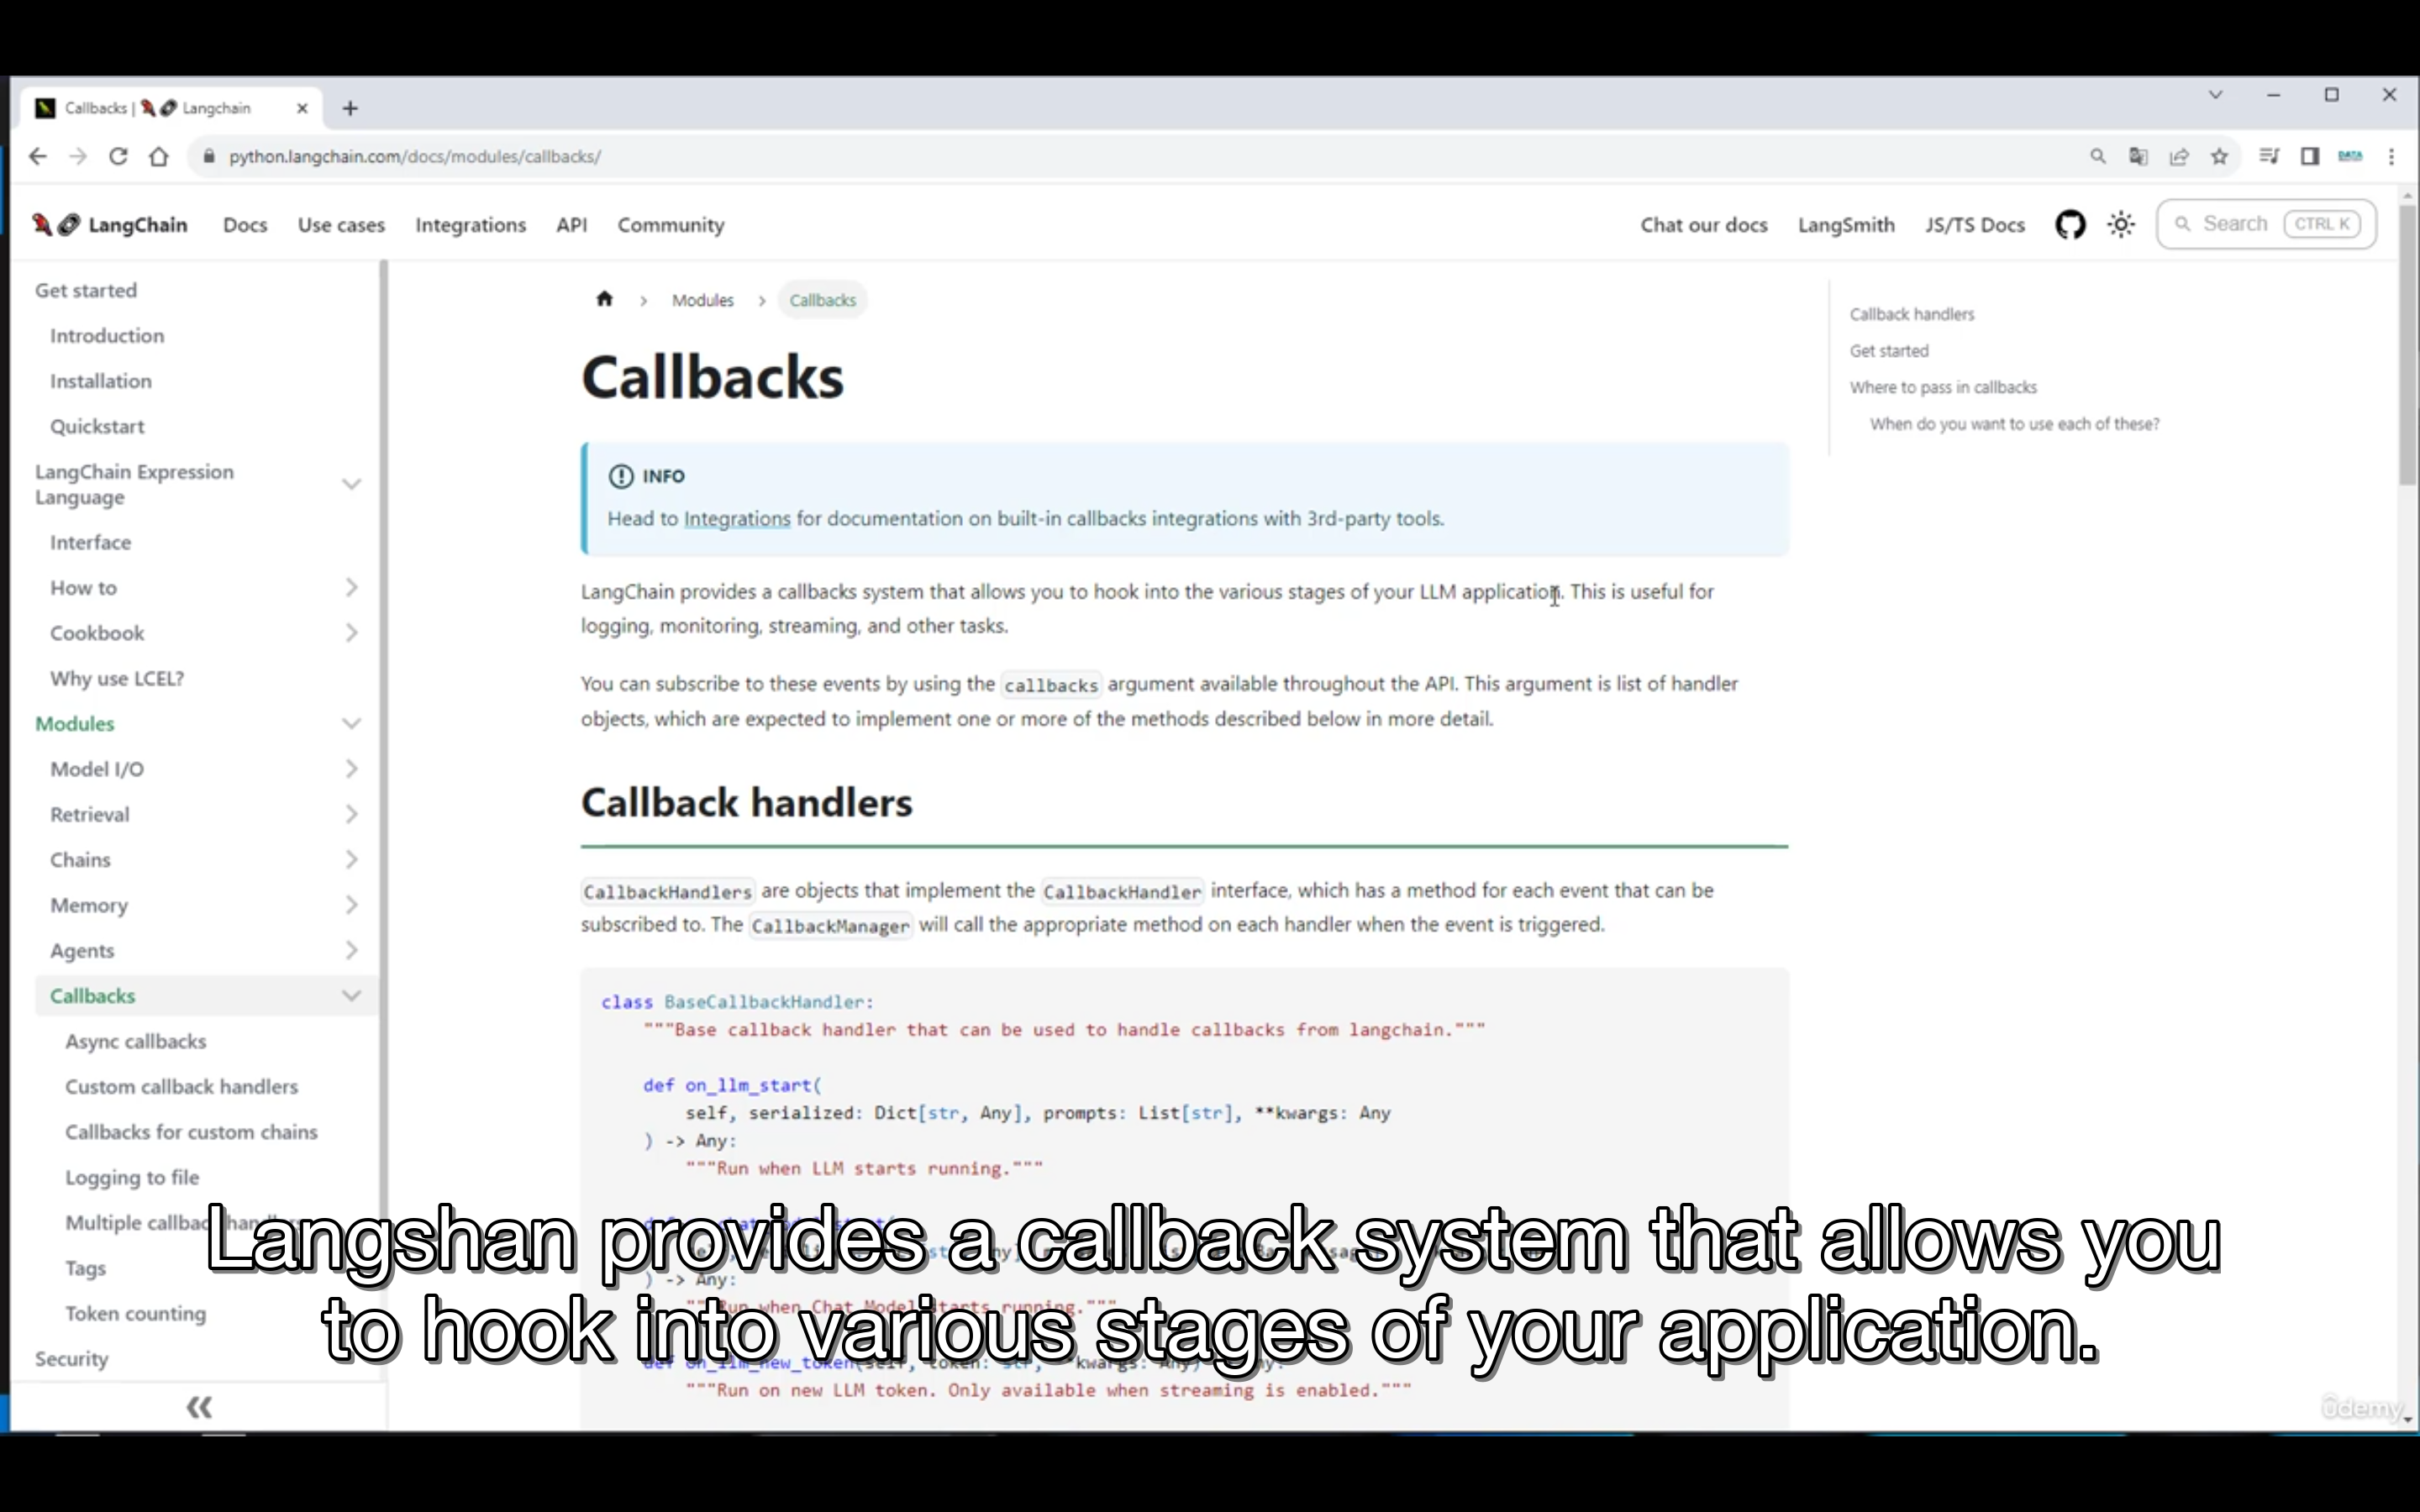 Callbacks | Langchain
python.langchain.com/docs/modules/callbacks/
DATA
LangChain Docs Use cases Integrations API Community Chat our docs LangSmith JS/TS Docs Search CTRL K
Get started
Introduction
Installation
Quickstart
LangChain Expression
Language
Interface
How to
Cookbook
Why use LCEL?
Modules
Model I/O
Retrieval
Chains
Memory
Agents
Callbacks
Async callbacks
Custom callback handlers
Callbacks for custom chains
Logging to file
Multiple callback handlers
Tags
Token counting
Security
Modules Callbacks
Callbacks
INFO
Head to Integrations for documentation on built-in callbacks integrations with 3rd-party tools.
LangChain provides a callbacks system that allows you to hook into the various stages of your LLM application. This is useful for
logging, monitoring, streaming, and other tasks.
You can subscribe to these events by using the callbacks argument available throughout the API. This argument is list of handler
objects, which are expected to implement one or more of the methods described below in more detail.
Callback handlers
CallbackHandlers are objects that implement the CallbackHandler interface, which has a method for each event that can be
subscribed to. The CallbackManager will call the appropriate method on each handler when the event is triggered.
class BaseCallbackHandler:
"""Base callback handler that can be used to handle callbacks from langchain."""
def on_llm_start(
self, serialized: Dict[str, Any], prompts: List[str], **kwargs: Any
) -> Any:
"""Run when LLM starts running."""
) -> Any:
"""Run when Chat Model starts running."""
def on_llm_new_token(self, token: str, **kwargs: Any) -> Any:
"""Run on new LLM token. Only available when streaming is enabled."""
Callback handlers
Get started
Where to pass in callbacks
When do you want to use each of these?
Langshan provides a callback system that allows you
to hook into various stages of your application.
ûdemy